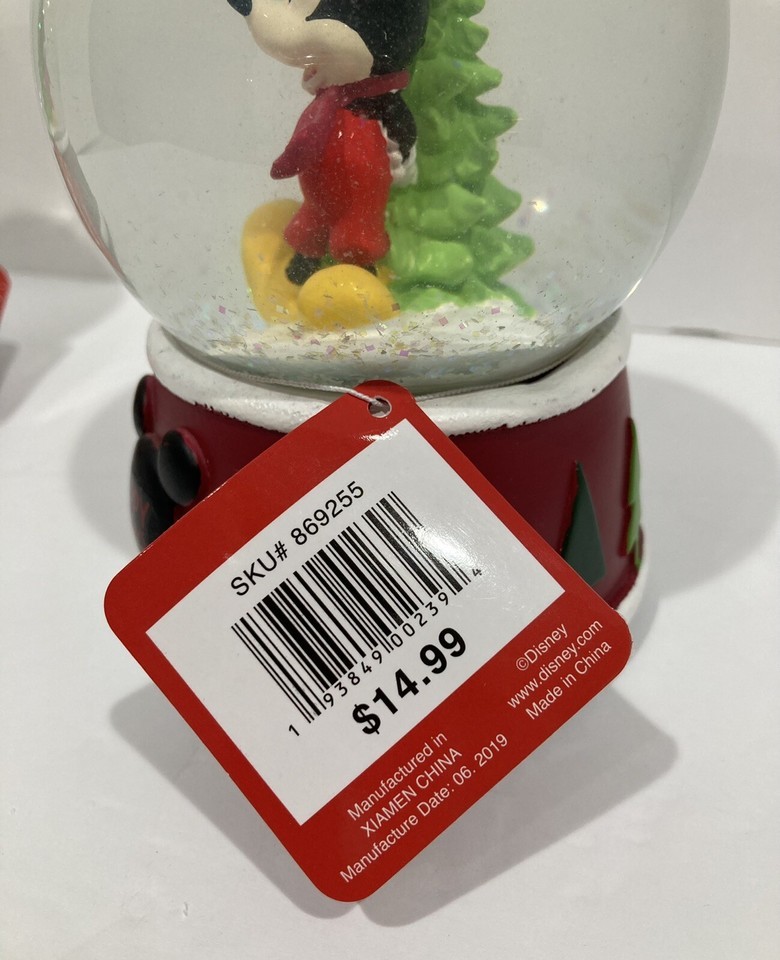 SKU# 869255
1 93849 00239 4
$14.99
©Disney
www.disney.com
Made in China
Manufactured in
XIAMEN CHINA
Manufacture Date: 06. 2019